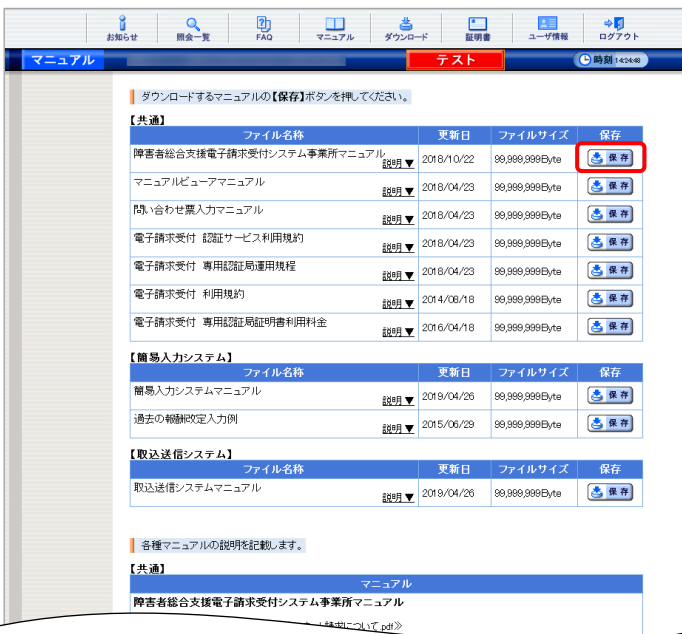 お知らせ 照会一覧 FAQ マニュアル ダウンロード 証明書 ユーザ情報 ログアウト
マニュアル テスト 時刻 14:24:48
ダウンロードするマニュアルの【保存】ボタンを押してください。
【共通】
ファイル名称 更新日 ファイルサイズ 保存
障害者総合支援電子請求受付システム事業所マニュアル 説明▼ 2018/10/22 99,999,999Byte 保存
マニュアルビューアマニュアル 説明▼ 2018/04/23 99,999,999Byte 保存
問い合わせ票入力マニュアル 説明▼ 2018/04/23 99,999,999Byte 保存
電子請求受付 認証サービス利用規約 説明▼ 2018/04/23 99,999,999Byte 保存
電子請求受付 専用認証局運用規程 説明▼ 2018/04/23 99,999,999Byte 保存
電子請求受付 利用規約 説明▼ 2014/08/18 99,999,999Byte 保存
電子請求受付 専用認証局証明書利用料金 説明▼ 2016/04/18 99,999,999Byte 保存
【簡易入力システム】
ファイル名称 更新日 ファイルサイズ 保存
簡易入力システムマニュアル 説明▼ 2019/04/26 99,999,999Byte 保存
過去の報酬改定入力例 説明▼ 2015/06/29 99,999,999Byte 保存
【取込送信システム】
ファイル名称 更新日 ファイルサイズ 保存
取込送信システムマニュアル 説明▼ 2019/04/26 99,999,999Byte 保存
各種マニュアルの説明を記載します。
【共通】
マニュアル
障害者総合支援電子請求受付システム事業所マニュアル
請求について.pdf≫